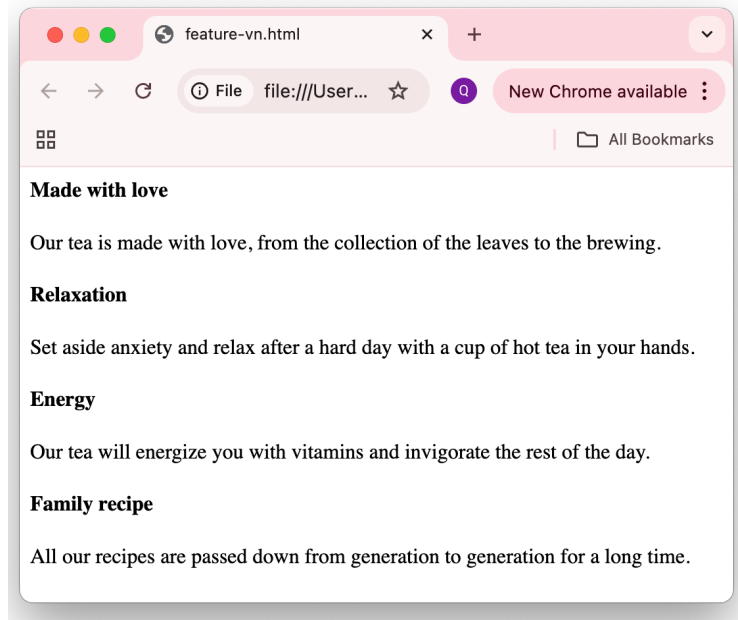 feature-vn.html
File file:///User... Q New Chrome available
All Bookmarks
Made with love
Our tea is made with love, from the collection of the leaves to the brewing.
Relaxation
Set aside anxiety and relax after a hard day with a cup of hot tea in your hands.
Energy
Our tea will energize you with vitamins and invigorate the rest of the day.
Family recipe
All our recipes are passed down from generation to generation for a long time.